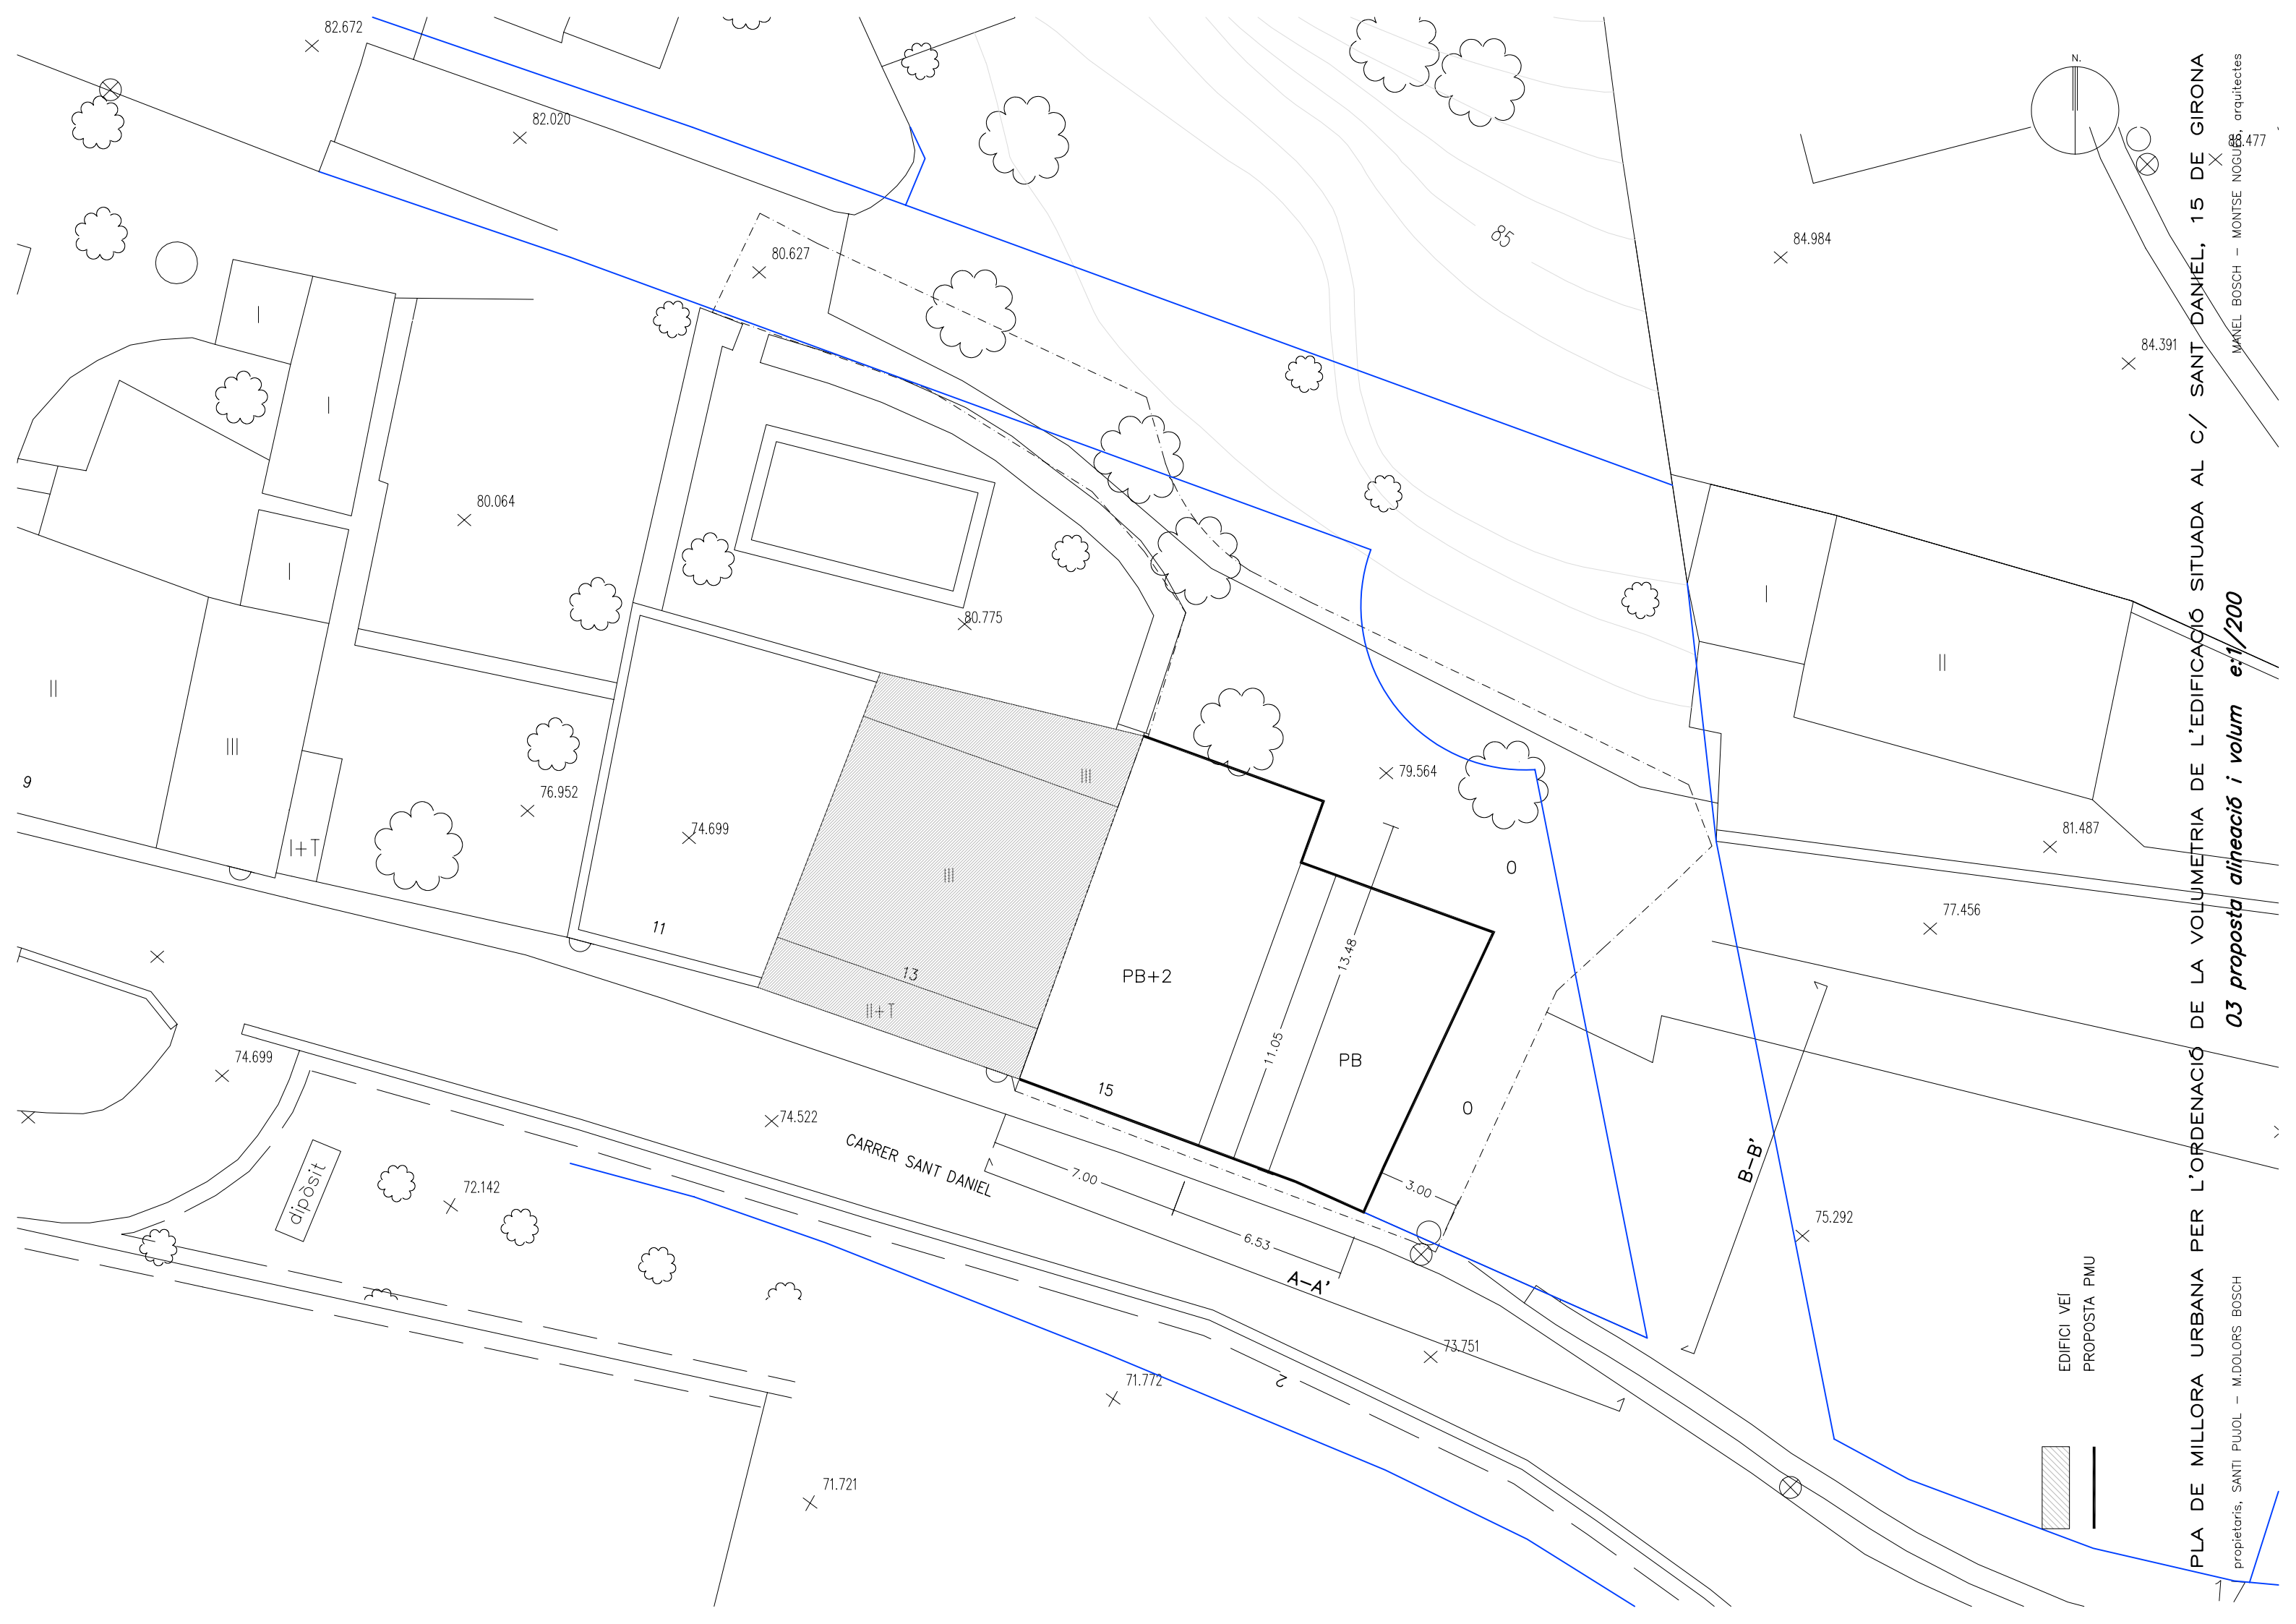 82.672
82.020
N.
88.477
80.627
85
84.984
I
84.391
I
80.064
I
80.775
I
II
II
III
III
76.952
9
I+T
74.699
79.564
0
81.487
III
11
13
II+T
PB+2
13.48
77.456
11.05
PB
15
0
74.699
74.522
CARRER SANT DANIEL
7.00
3.00
6.53
A-A'
B-B'
dipòsit
72.142
75.292
73.751
71.772
2
71.721
EDIFICI VEÏ
PROPOSTA PMU
PLA DE MILLORA URBANA PER L'ORDENACIÓ DE LA VOLUMETRIA DE L'EDIFICACIÓ SITUADA AL C/ SANT DANIEL, 15 DE GIRONA
03 proposta alineació i volum e:1/200
propietaris, SANTI PUJOL - M.DOLORS BOSCH
MANEL BOSCH - MONTSE NOGUÉS, arquitectes